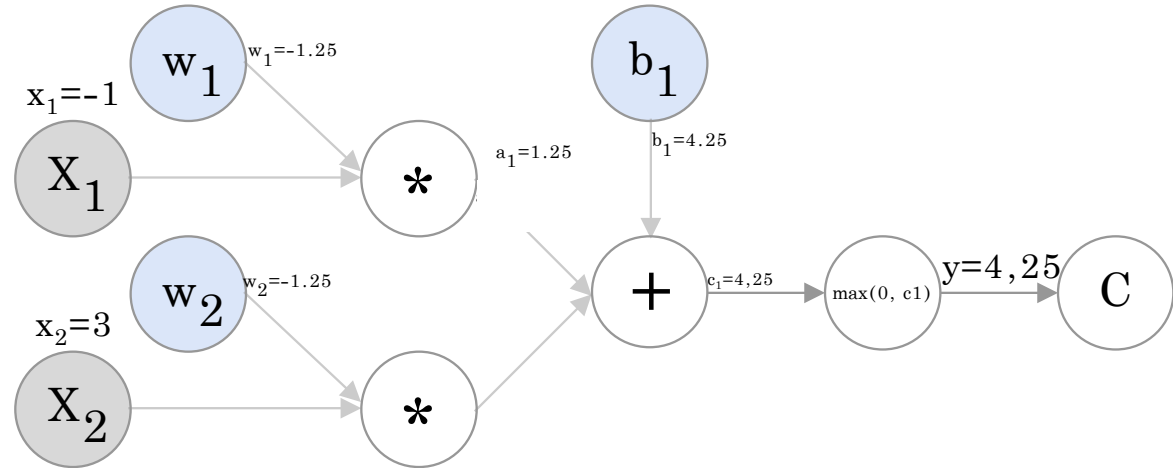 w₁
w₁=-1.25
b₁
x₁=-1
X₁
*
a₁=1.25
b₁=4.25
w₂
w₂=-1.25
+
c₁=4,25
max(0, c1)
y=4,25
C
x₂=3
X₂
*